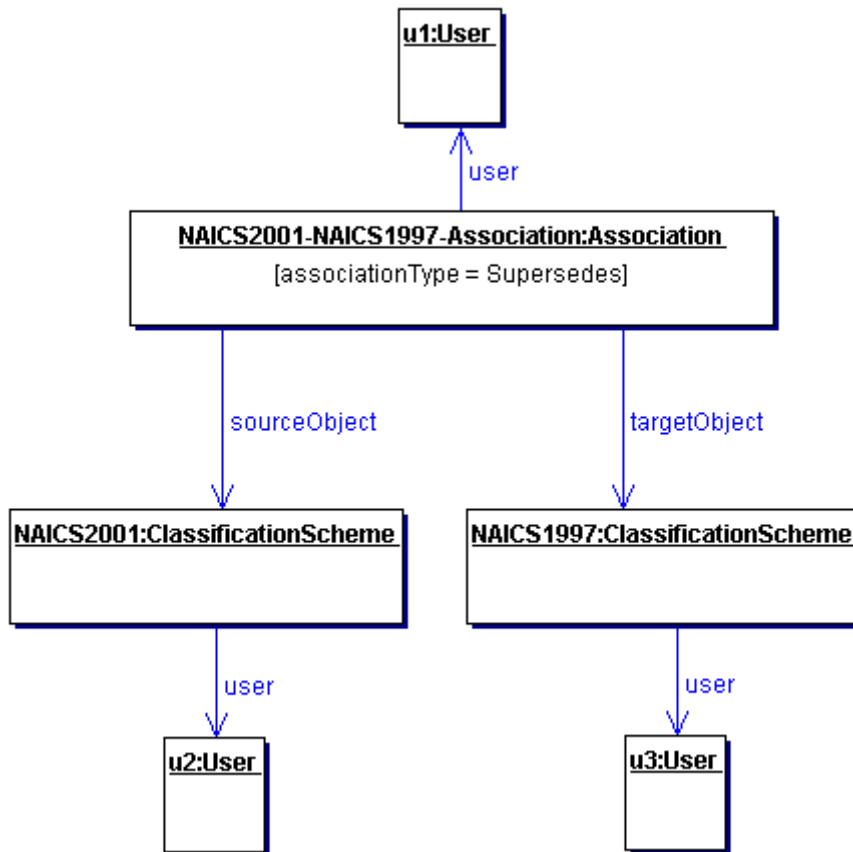 u1:User
user
NAICS2001-NAICS1997-Association:Association
[associationType = Supersedes]
sourceObject
targetObject
NAICS2001:ClassificationScheme
NAICS1997:ClassificationScheme
user
user
u2:User
u3:User